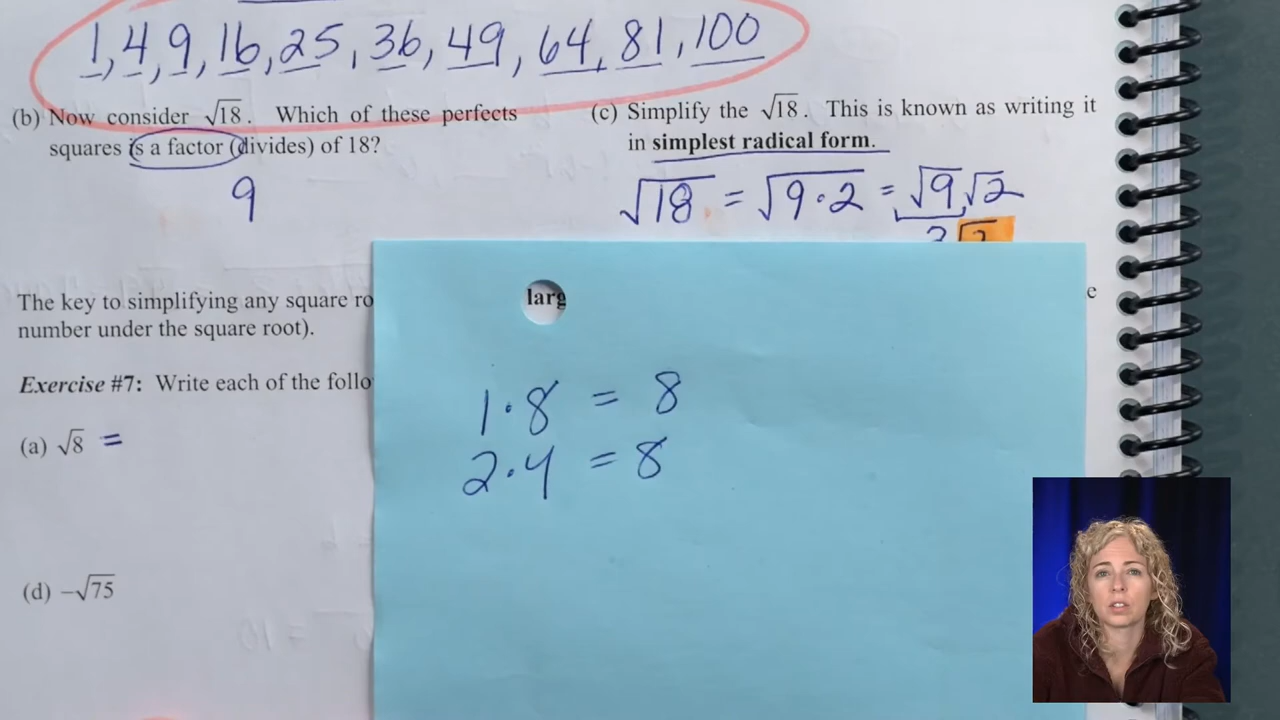 1, 4, 9, 16, 25, 36, 49, 64, 81, 100
(b) Now consider √18. Which of these perfects
squares is a factor (divides) of 18?
9
(c) Simplify the √18. This is known as writing it
in simplest radical form.
√18 = √9·2 = √9 √2
The key to simplifying any square
larg
number under the square root).
Exercise #7: Write each of the
(a) √8 =
1·8 = 8
2·4 = 8
(d) −√75